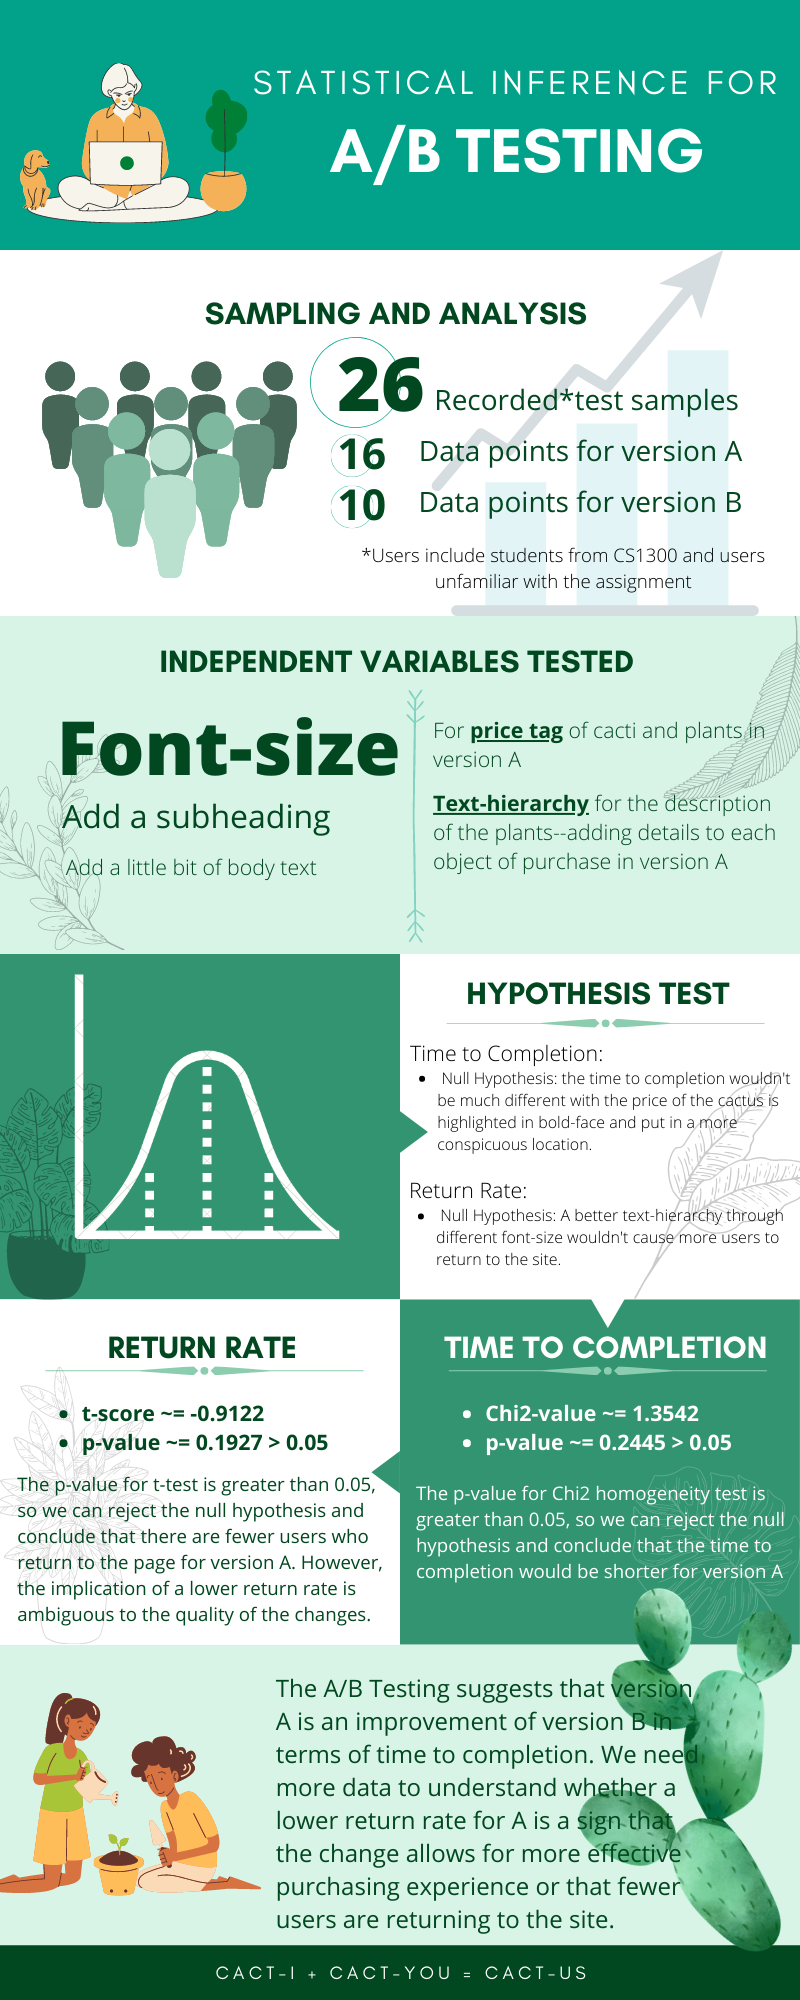 STATISTICAL INFERENCE FOR
A/B TESTING
SAMPLING AND ANALYSIS
26 Recorded*test samples
16 Data points for version A
10 Data points for version B
*Users include students from CS1300 and users
unfamiliar with the assignment
INDEPENDENT VARIABLES TESTED
Font-size
Add a subheading
Add a little bit of body text
For price tag of cacti and plants in
version A
Text-hierarchy for the description
of the plants--adding details to each
object of purchase in version A
HYPOTHESIS TEST
Time to Completion:
• Null Hypothesis: the time to completion wouldn't
be much different with the price of the cactus is
highlighted in bold-face and put in a more
conspicuous location.
Return Rate:
• Null Hypothesis: A better text-hierarchy through
different font-size wouldn't cause more users to
return to the site.
RETURN RATE
• t-score ~= -0.9122
• p-value ~= 0.1927 > 0.05
The p-value for t-test is greater than 0.05,
so we can reject the null hypothesis and
conclude that there are fewer users who
return to the page for version A. However,
the implication of a lower return rate is
ambiguous to the quality of the changes.
TIME TO COMPLETION
• Chi2-value ~= 1.3542
• p-value ~= 0.2445 > 0.05
The p-value for Chi2 homogeneity test is
greater than 0.05, so we can reject the null
hypothesis and conclude that the time to
completion would be shorter for version A
The A/B Testing suggests that version
A is an improvement of version B in
terms of time to completion. We need
more data to understand whether a
lower return rate for A is a sign that
the change allows for more effective
purchasing experience or that fewer
users are returning to the site.
CACT-I + CACT-YOU = CACT-US